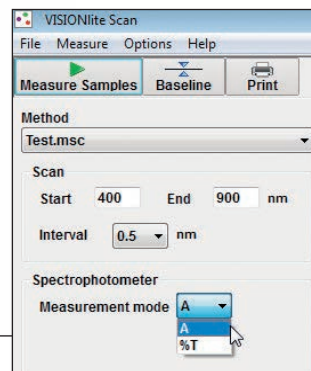 VISIONlite Scan
File Measure Options Help
Measure Samples Baseline Print
Method
Test.msc
Scan
Start 400 End 900 nm
Interval 0.5 nm
Spectrophotometer
Measurement mode A
A
%T